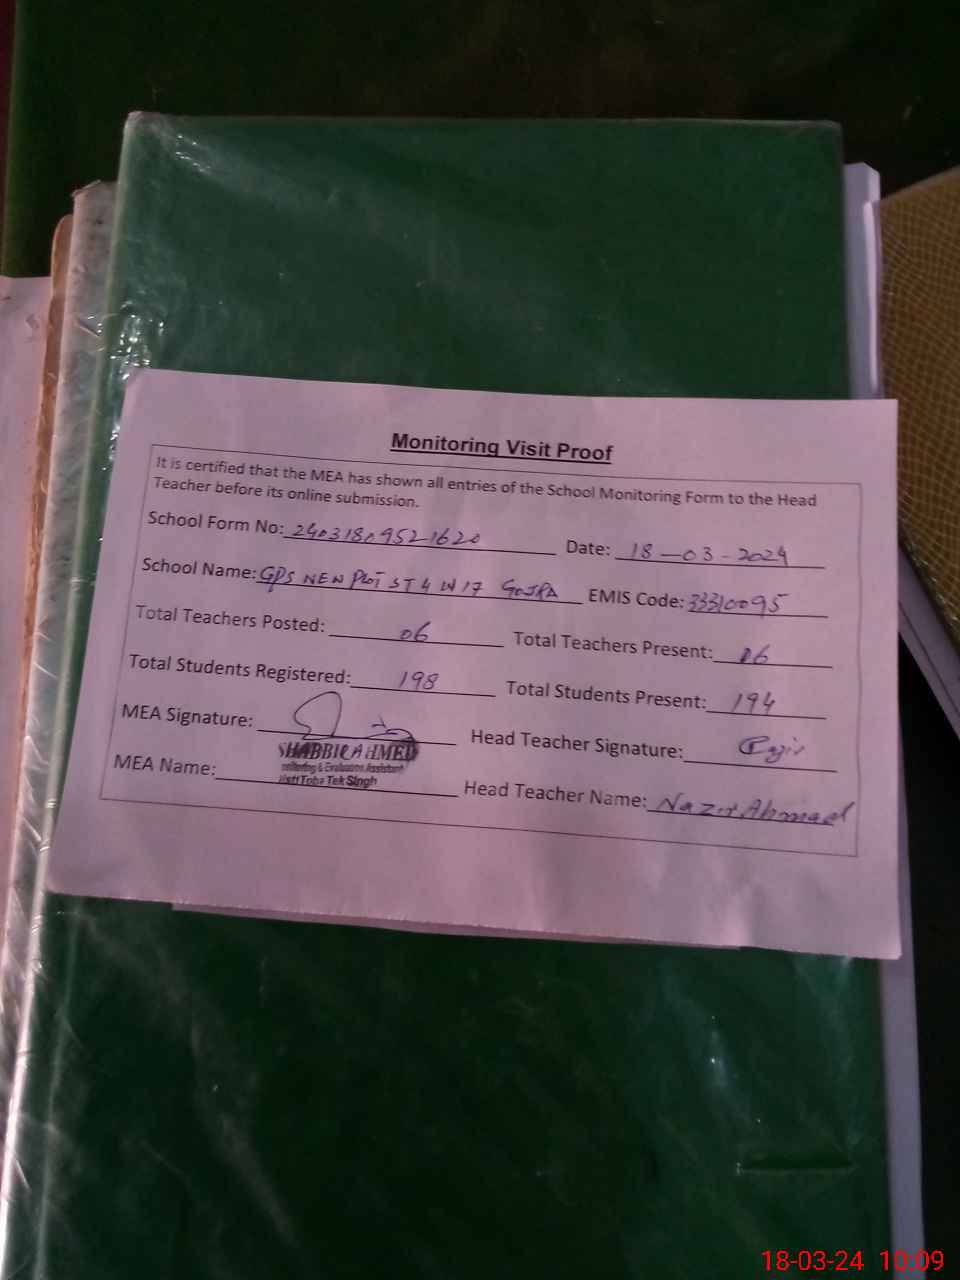 Monitoring Visit Proof
It is certified that the MEA has shown all entries of the School Monitoring Form to the Head
Teacher before its online submission.
School Form No: 24031809521620 Date: 18-03-2024
School Name: GPS NEW PLOT ST 4 W 17 GOJRA EMIS Code: 33310095
Total Teachers Posted: 06 Total Teachers Present: 06
Total Students Registered: 198 Total Students Present: 194
MEA Signature: Head Teacher Signature:
SHABBIR AHMED
Monitoring & Evaluation Assistant
Distt Toba Tek Singh
MEA Name: Head Teacher Name: Nazir Ahmad
18-03-24 10:09